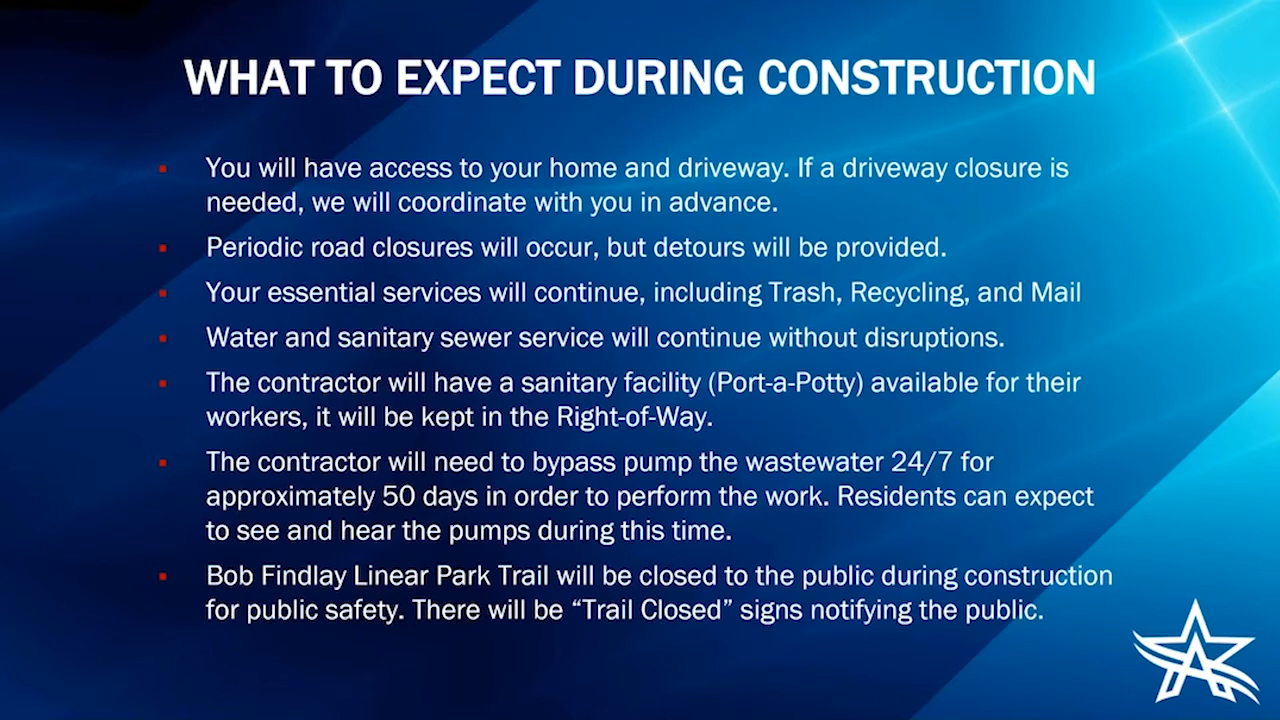 WHAT TO EXPECT DURING CONSTRUCTION
You will have access to your home and driveway. If a driveway closure is
needed, we will coordinate with you in advance.
Periodic road closures will occur, but detours will be provided.
Your essential services will continue, including Trash, Recycling, and Mail
Water and sanitary sewer service will continue without disruptions.
The contractor will have a sanitary facility (Port-a-Potty) available for their
workers, it will be kept in the Right-of-Way.
The contractor will need to bypass pump the wastewater 24/7 for
approximately 50 days in order to perform the work. Residents can expect
to see and hear the pumps during this time.
Bob Findlay Linear Park Trail will be closed to the public during construction
for public safety. There will be “Trail Closed” signs notifying the public.